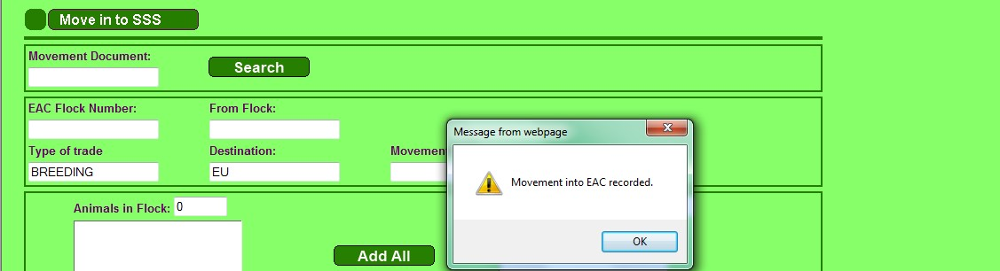 Move in to SSS
Movement Document:
Search
EAC Flock Number: From Flock:
Type of trade Destination: Movement
BREEDING EU
Animals in Flock: 0
Add All
Message from webpage
Movement into EAC recorded.
OK